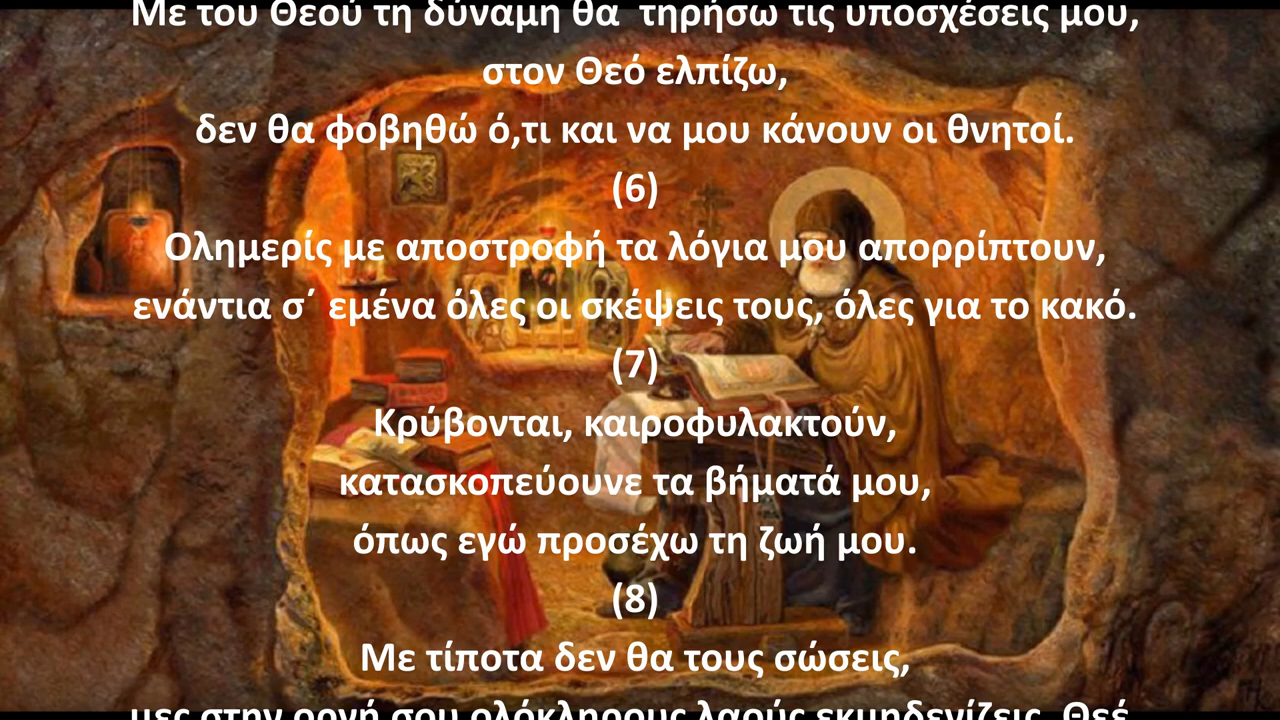 Με του Θεού τη δύναμη θα τηρήσω τις υποσχέσεις μου,
στον Θεό ελπίζω,
δεν θα φοβηθώ ό,τι και να μου κάνουν οι θνητοί.
(6)
Ολημερίς με αποστροφή τα λόγια μου απορρίπτουν,
ενάντια σ΄ εμένα όλες οι σκέψεις τους, όλες για το κακό.
(7)
Κρύβονται, καιροφυλακτούν,
κατασκοπεύουνε τα βήματά μου,
όπως εγώ προσέχω τη ζωή μου.
(8)
Με τίποτα δεν θα τους σώσεις,
μες στην οργή σου ολόκληρους λαούς εκμηδενίζεις, Θεέ